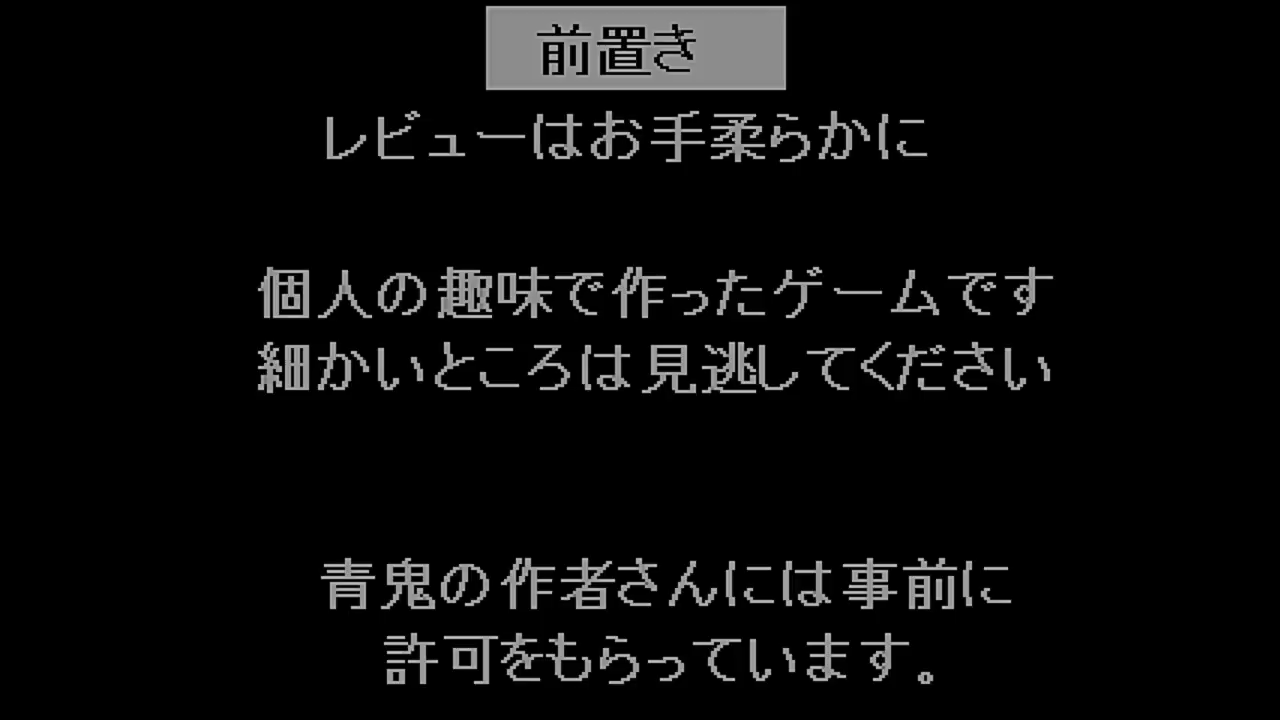 前置き
レビューはお手柔らかに
個人の趣味で作ったゲームです
細かいところは見逃してください
青鬼の作者さんには事前に
許可をもらっています。